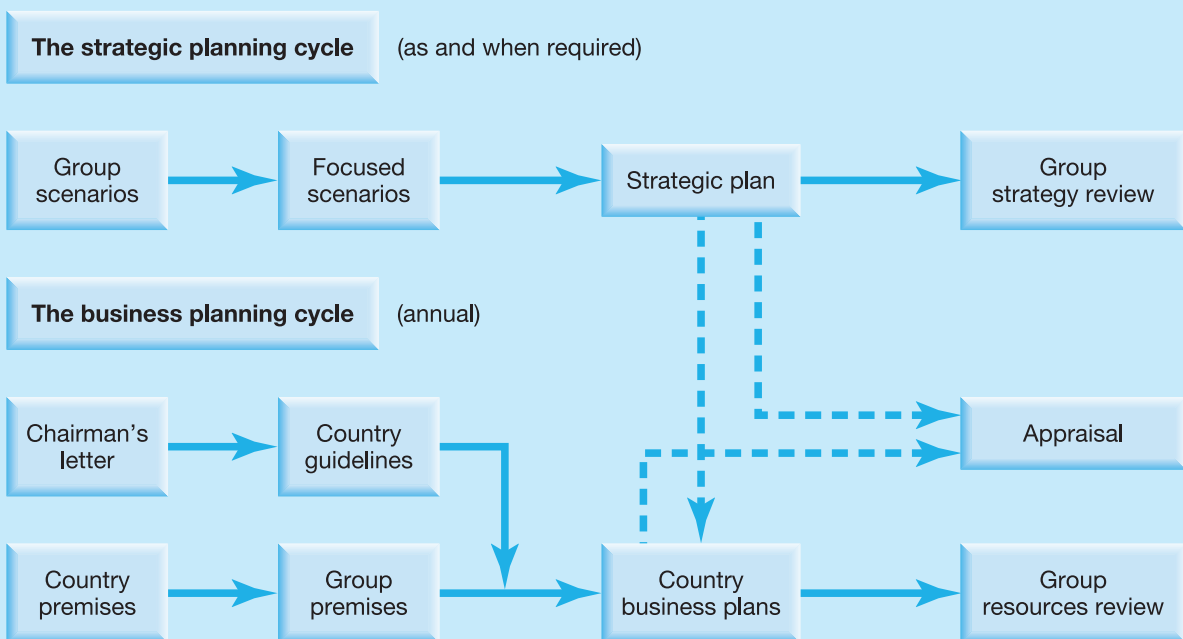 The strategic planning cycle (as and when required)
Group
scenarios
Focused
scenarios
Strategic plan
Group
strategy review
The business planning cycle (annual)
Chairman's
letter
Country
guidelines
Appraisal
Country
premises
Group
premises
Country
business plans
Group
resources review